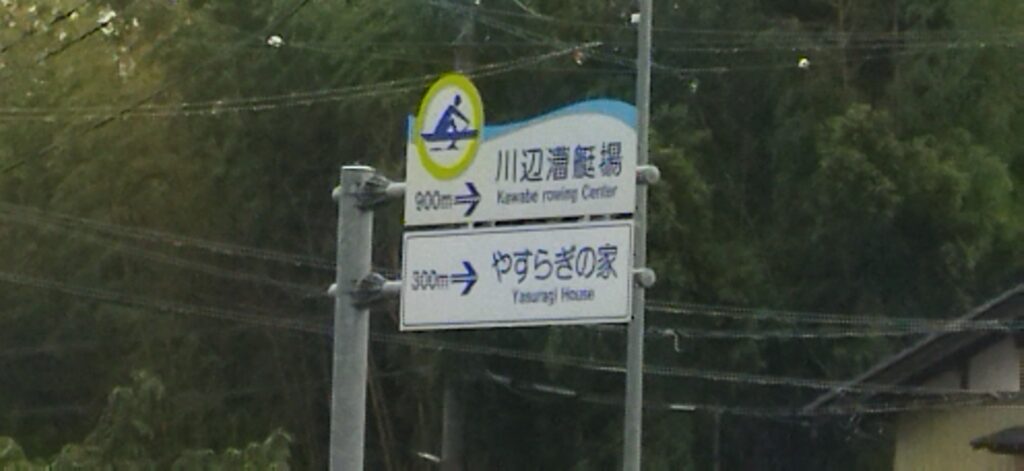 川辺漕艇場
900m→ Kawabe rowing Center
やすらぎの家
300m→ Yasuragi House